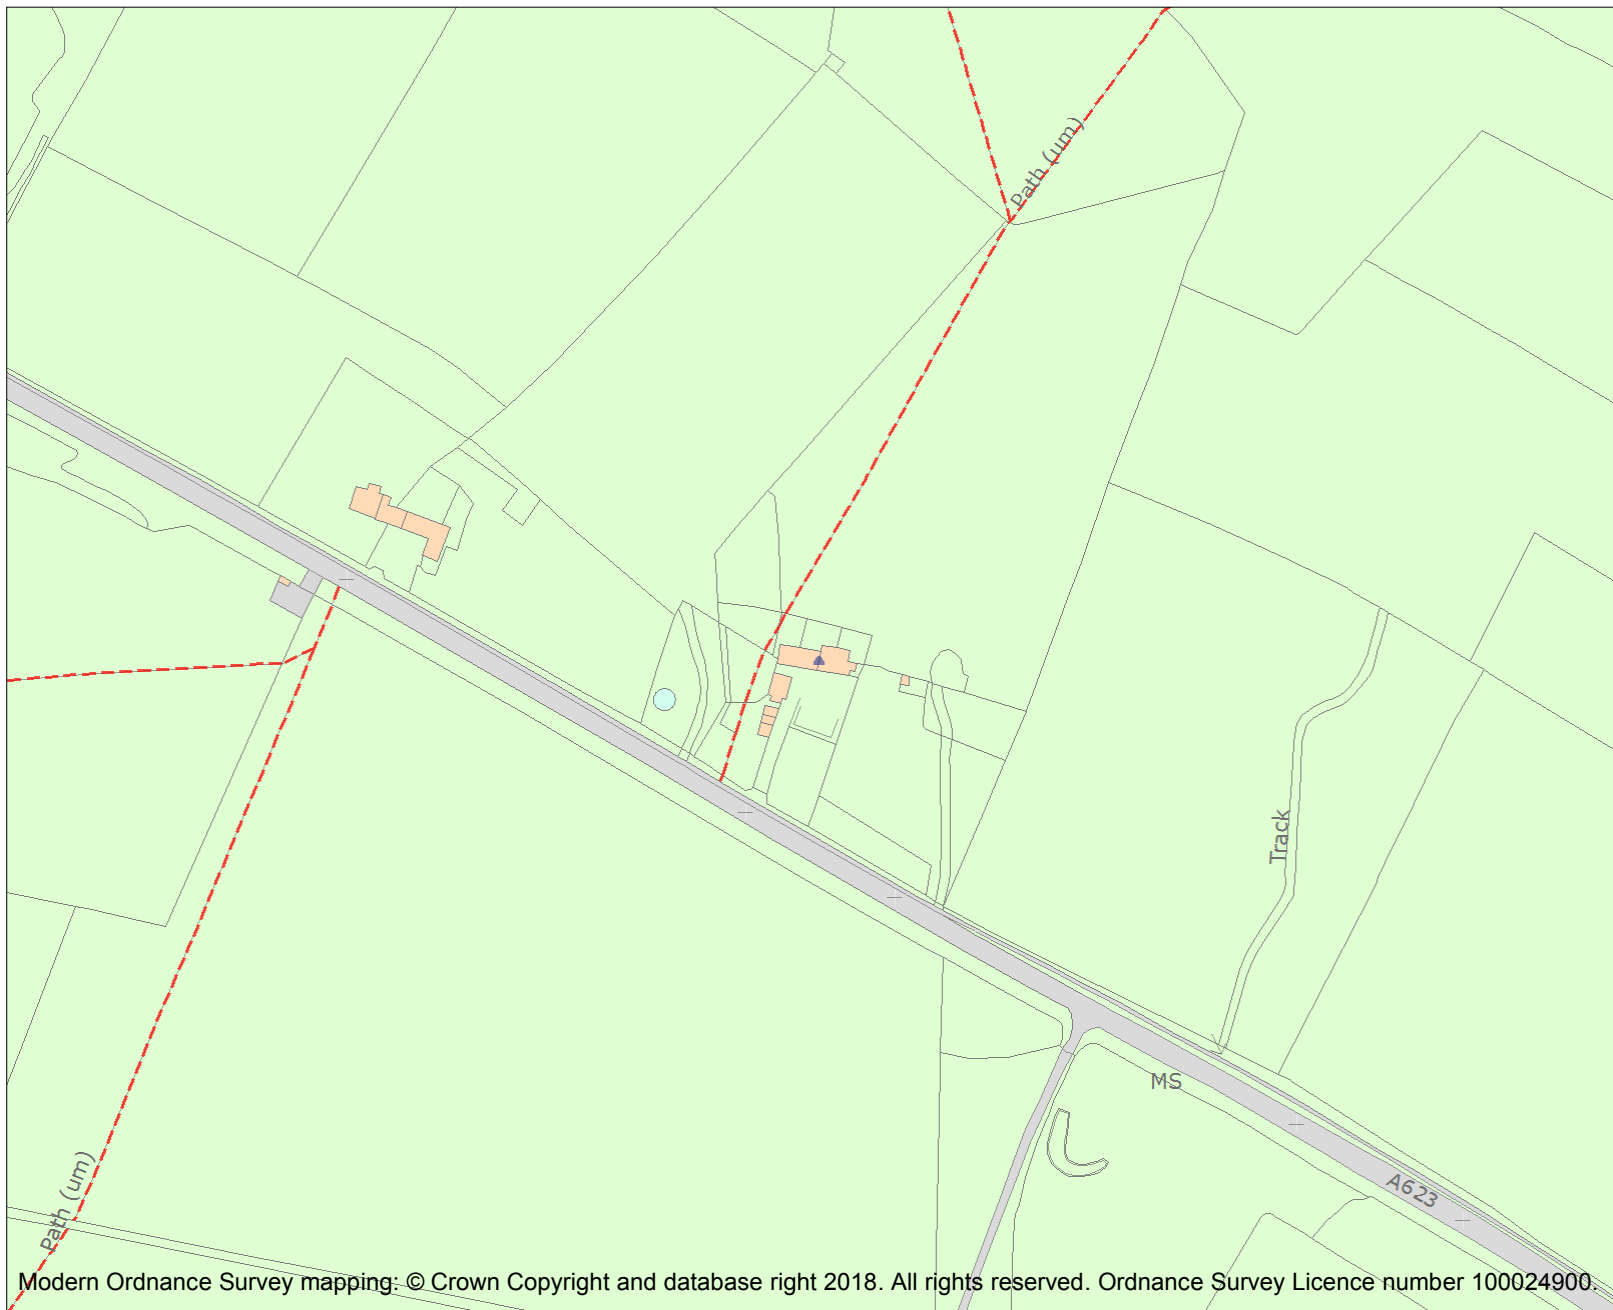 Path (um)
Track
MS
A623
Path (um)
Modern Ordnance Survey mapping: © Crown Copyright and database right 2018. All rights reserved. Ordnance Survey Licence number 100024900.